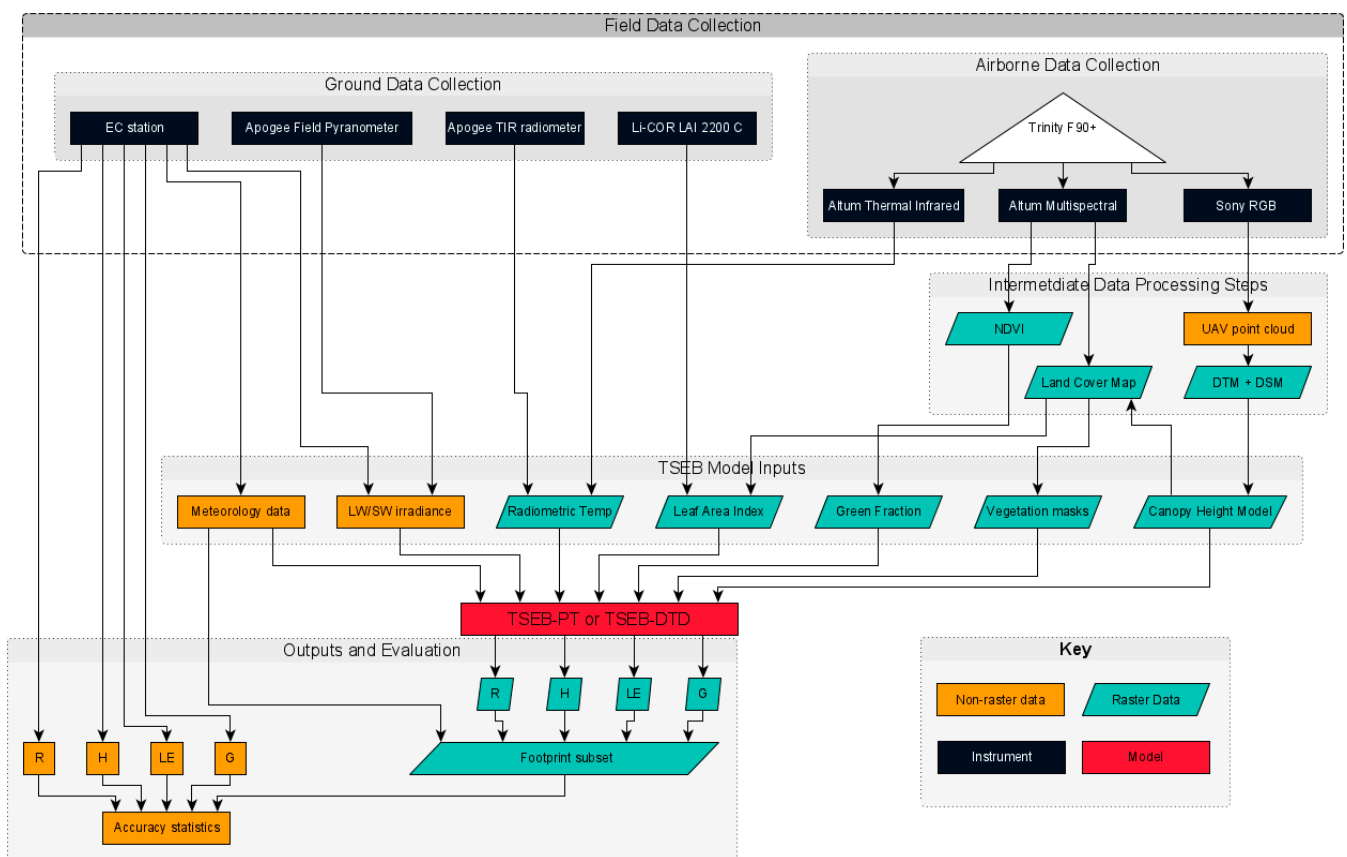 Field Data Collection
Ground Data Collection
Airborne Data Collection
EC station
Apogee Field Pyranometer
Apogee TIR radiometer
Li-COR LAI 2200 C
Trinity F90+
Altum Thermal Infrared
Altum Multispectral
Sony RGB
Intermetdiate Data Processing Steps
NDVI
UAV point cloud
Land Cover Map
DTM + DSM
TSEB Model Inputs
Meteorology data
LW/SW irradiance
Radiometric Temp
Leaf Area Index
Green Fraction
Vegetation masks
Canopy Height Model
TSEB-PT or TSEB-DTD
Outputs and Evaluation
R
H
LE
G
R
H
LE
G
Footprint subset
Accuracy statistics
Key
Non-raster data
Raster Data
Instrument
Model